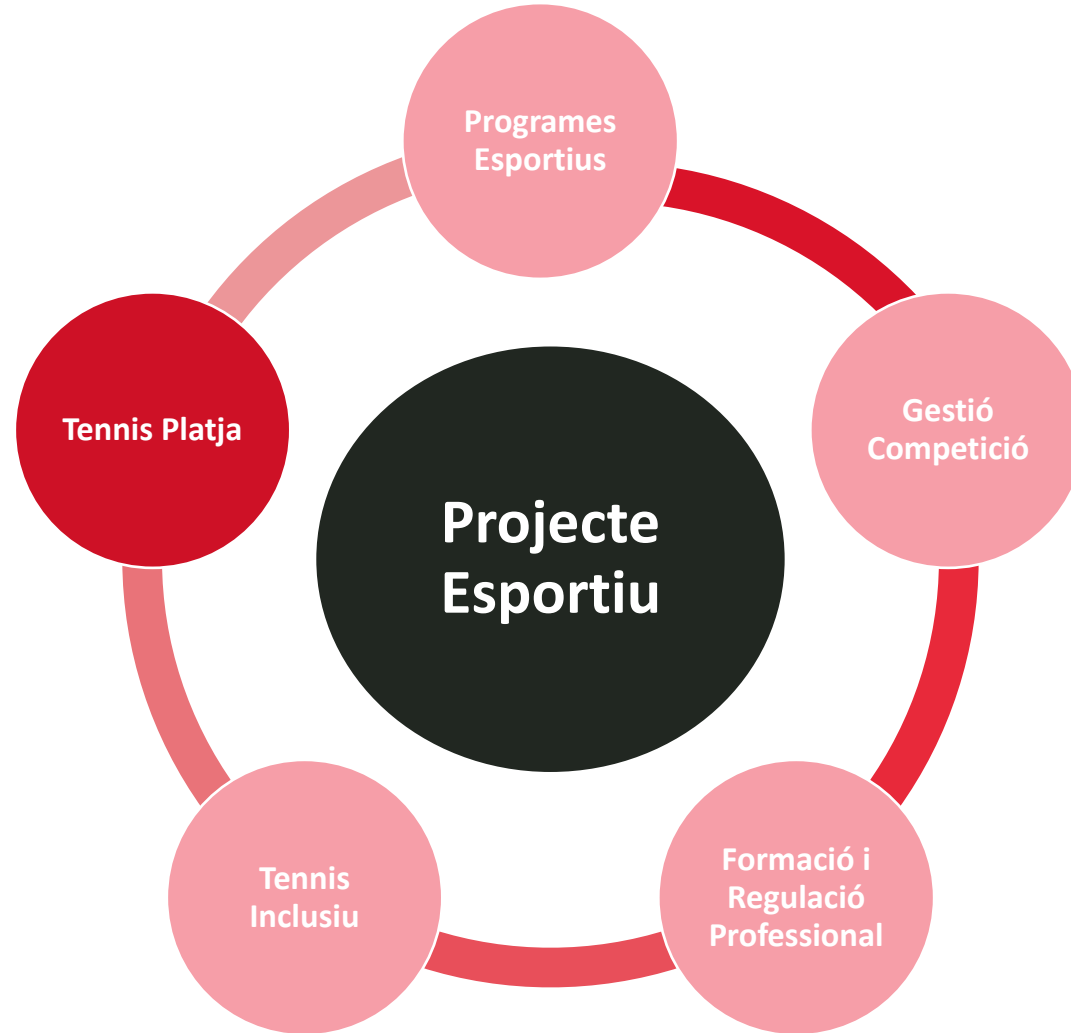 Programes
Esportius
Gestió
Competició
Formació i
Regulació
Professional
Tennis
Inclusiu
Tennis Platja
Projecte
Esportiu